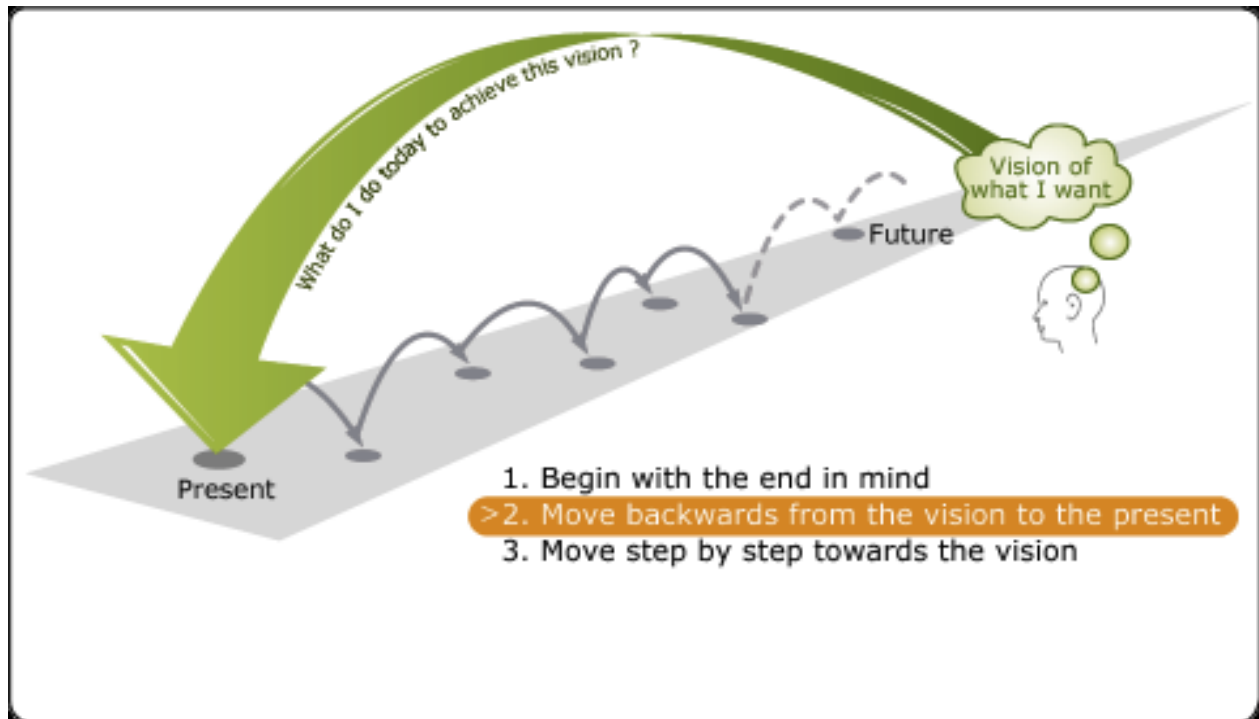 What do I do today to achieve this vision ?
Vision of
what I want
Future
Present
1. Begin with the end in mind
>2. Move backwards from the vision to the present
3. Move step by step towards the vision